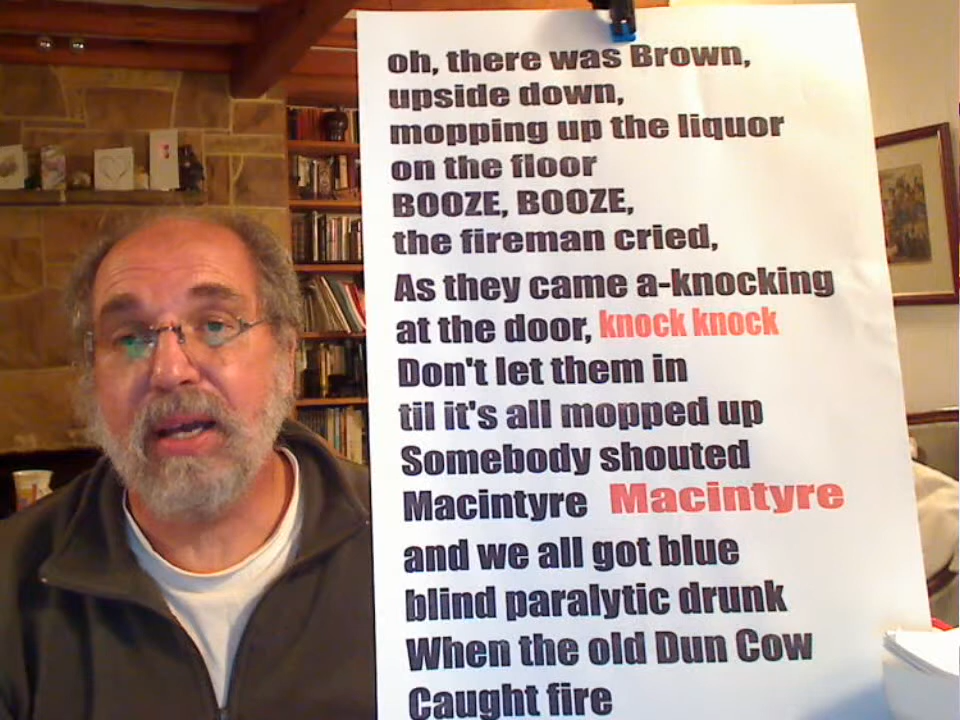 oh, there was Brown,
upside down,
mopping up the liquor
on the floor
BOOZE, BOOZE,
the fireman cried,
As they came a-knocking
at the door, knock knock
Don't let them in
til it's all mopped up
Somebody shouted
Macintyre Macintyre
and we all got blue
blind paralytic drunk
When the old Dun Cow
Caught fire